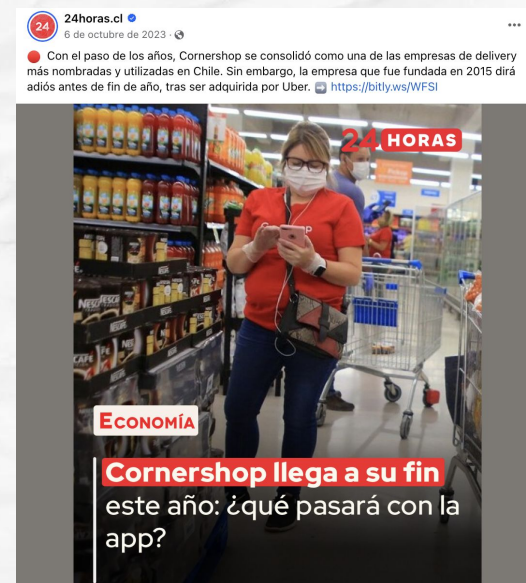 24
24horas.cl
6 de octubre de 2023 ·
Con el paso de los años, Cornershop se consolidó como una de las empresas de delivery
más nombradas y utilizadas en Chile. Sin embargo, la empresa que fue fundada en 2015 dirá
adiós antes de fin de año, tras ser adquirida por Uber. ➡️ https://bitly.ws/WFSI
24 HORAS
NESCAFÉ
ECONOMÍA
Cornershop llega a su fin
este año: ¿qué pasará con la
app?